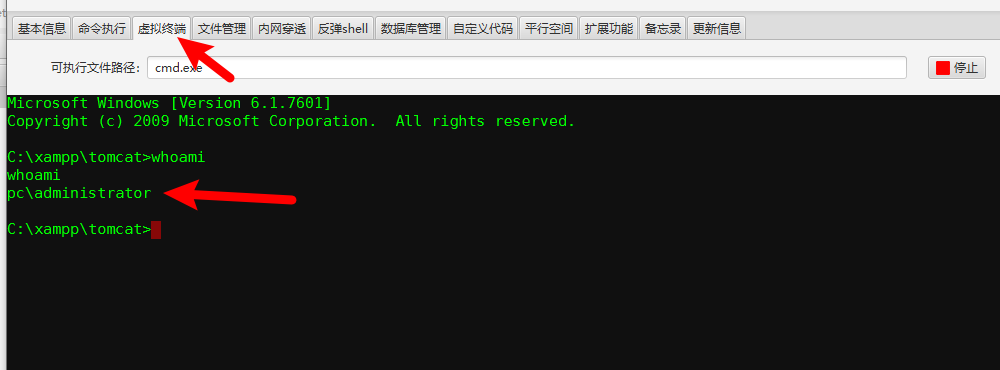 基本信息 命令执行 虚拟终端 文件管理 内网穿透 反弹shell 数据库管理 自定义代码 平行空间 扩展功能 备忘录 更新信息
可执行文件路径: cmd.exe 停止
Microsoft Windows [Version 6.1.7601]
Copyright (c) 2009 Microsoft Corporation.  All rights reserved.
C:\xampp\tomcat>whoami
whoami
pc\administrator
C:\xampp\tomcat>